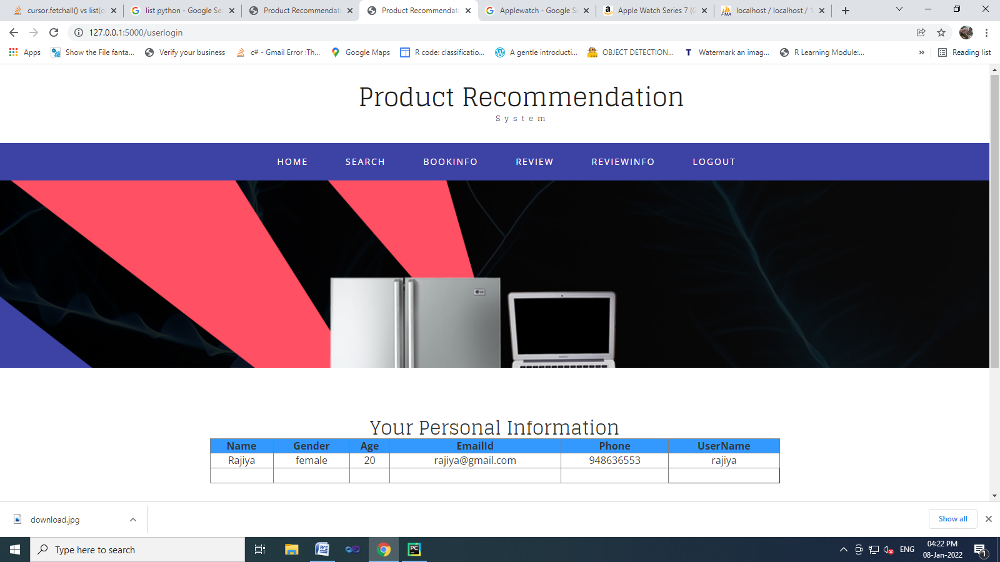 cursor.fetchall() vs list(c
list python - Google Se
Product Recommendati
Product Recommendati
Applewatch - Google S
Apple Watch Series 7 (G
localhost / localhost / 1
127.0.0.1:5000/userlogin
Apps
Show the File fanta...
Verify your business
c# - Gmail Error :Th...
Google Maps
R code: classificatio...
A gentle introducti...
OBJECT DETECTION...
T
Watermark an imag...
R Learning Module:...
»
Reading list
Product Recommendation
System
HOME SEARCH BOOKINFO REVIEW REVIEWINFO LOGOUT
LG
Your Personal Information
Name Gender Age EmailId Phone UserName
Rajiya female 20 rajiya@gmail.com 948636553 rajiya
download.jpg
Show all
Type here to search
ENG
04:22 PM
08-Jan-2022
1